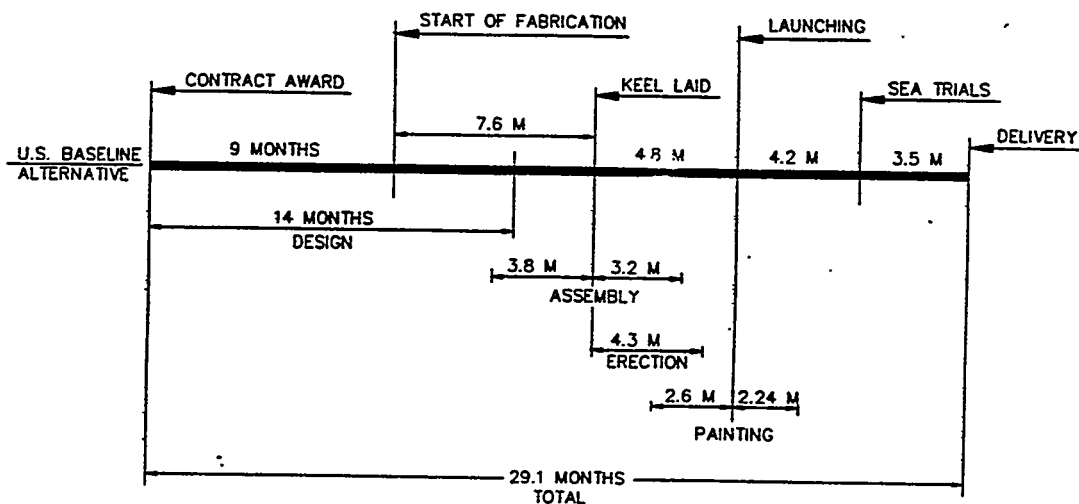 START OF FABRICATION
LAUNCHING
CONTRACT AWARD
KEEL LAID
SEA TRIALS
7.6 M
DELIVERY
U.S. BASELINE
ALTERNATIVE
9 MONTHS
4.8 M
4.2 M
3.5 M
14 MONTHS
DESIGN
3.8 M
3.2 M
ASSEMBLY
4.3 M
ERECTION
2.6 M
2.24 M
PAINTING
29.1 MONTHS
TOTAL